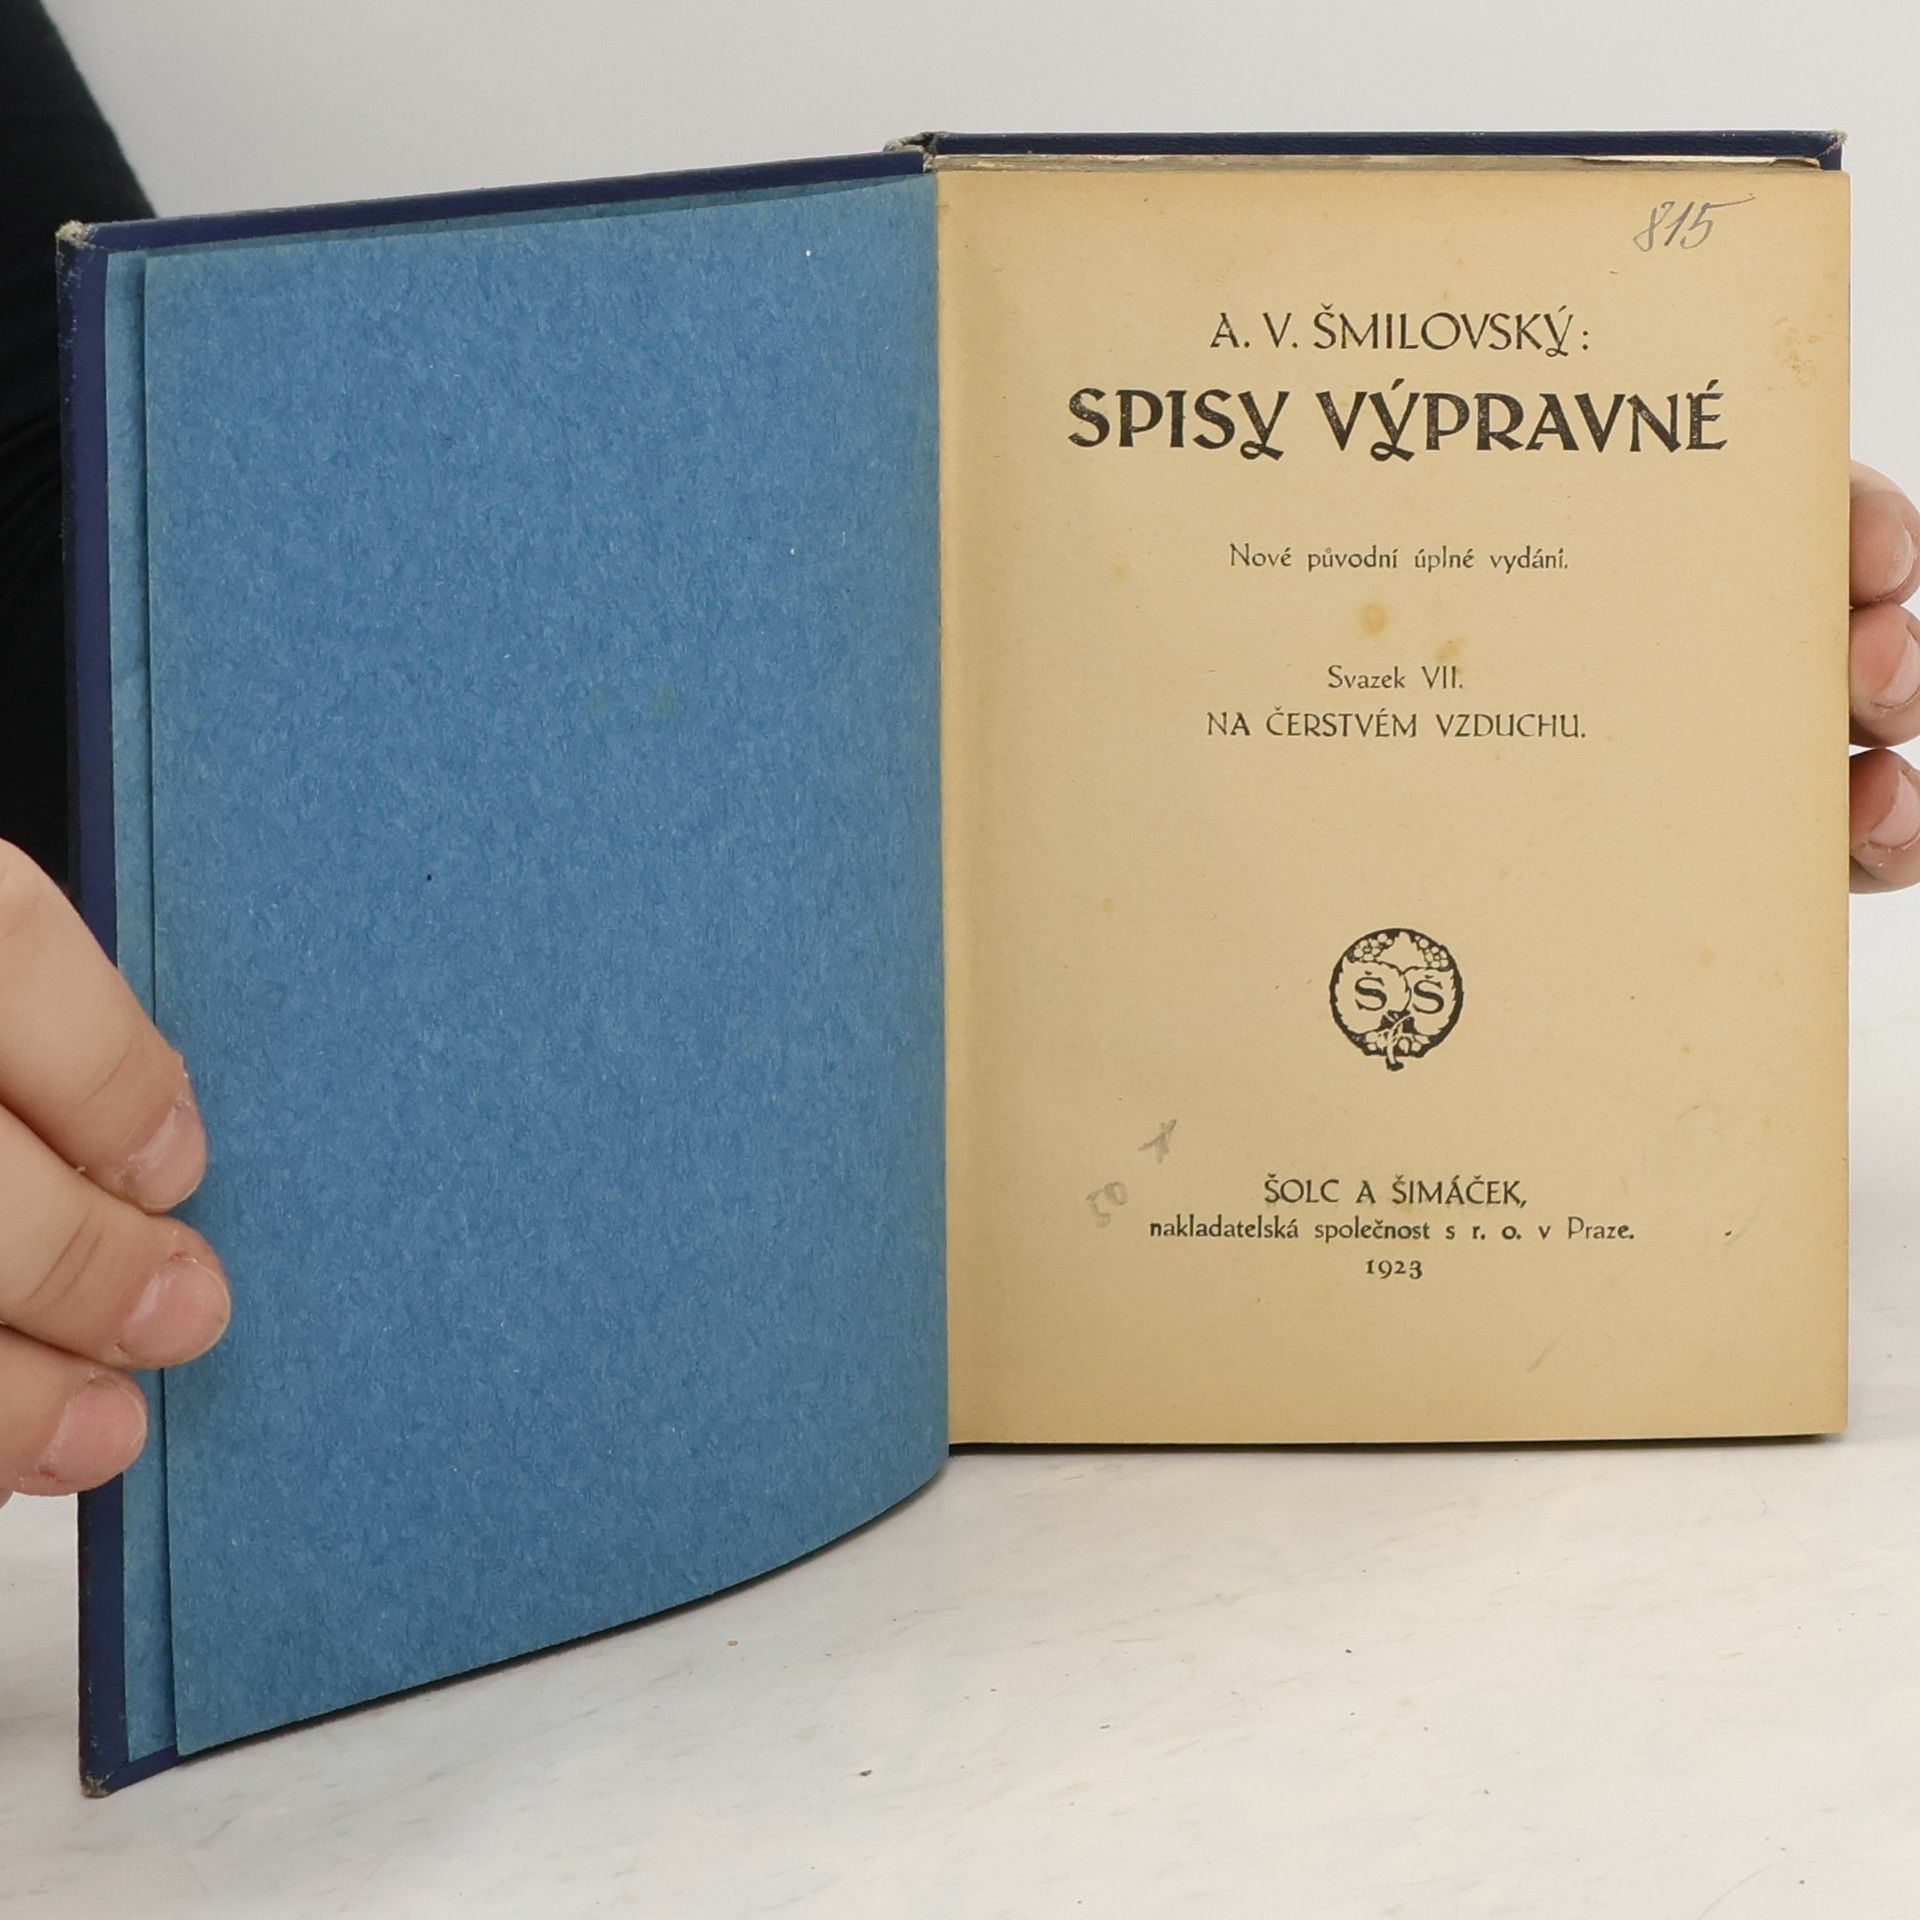 815
A. V. ŠMILOVSKÝ:
SPISY VÝPRAVNÉ
Nové původní úplné vydání.
Svazek VII.
NA ČERSTVÉM VZDUCHU.
Š Š
50
ŠOLC A ŠIMÁČEK,
nakladatelská společnost s r. o. v Praze.
1923